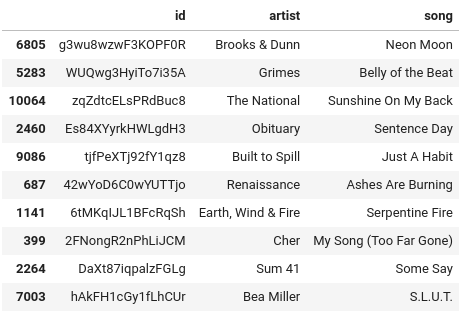 id artist song
6805 g3wu8wzwF3KOPF0R Brooks & Dunn Neon Moon
5283 WUQwg3HyiTo7i35A Grimes Belly of the Beat
10064 zqZdtcELsPRdBuc8 The National Sunshine On My Back
2460 Es84XYyrkHWLgdH3 Obituary Sentence Day
9086 tjfPeXTj92fY1qz8 Built to Spill Just A Habit
687 42wYoD6C0wYUTTjo Renaissance Ashes Are Burning
1141 6tMKqIJL1BFcRqSh Earth, Wind & Fire Serpentine Fire
399 2FNongR2nPhLiJCM Cher My Song (Too Far Gone)
2264 DaXt87iqpalzFGLg Sum 41 Some Say
7003 hAkFH1cGy1fLhCUr Bea Miller S.L.U.T.